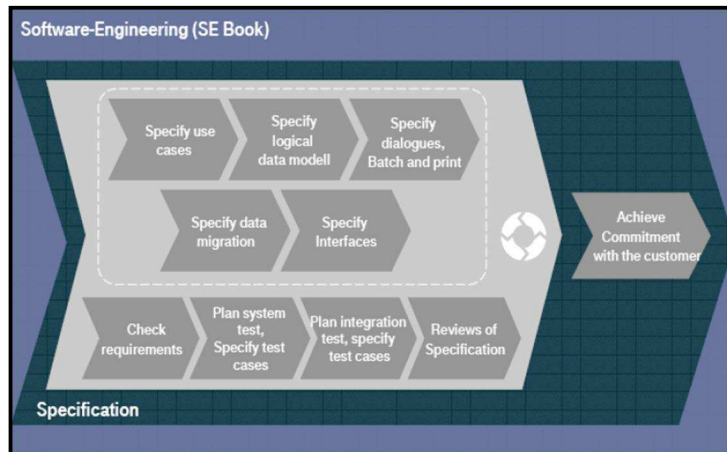 Software-Engineering (SE Book)
Specify use
cases
Specify
logical
data modell
Specify
dialogues,
Batch and print
Specify data
migration
Specify
Interfaces
Achieve
Commitment
with the customer
Check
requirements
Plan system
test,
Specify test
cases
Plan integration
test, specify
test cases
Reviews of
Specification
Specification